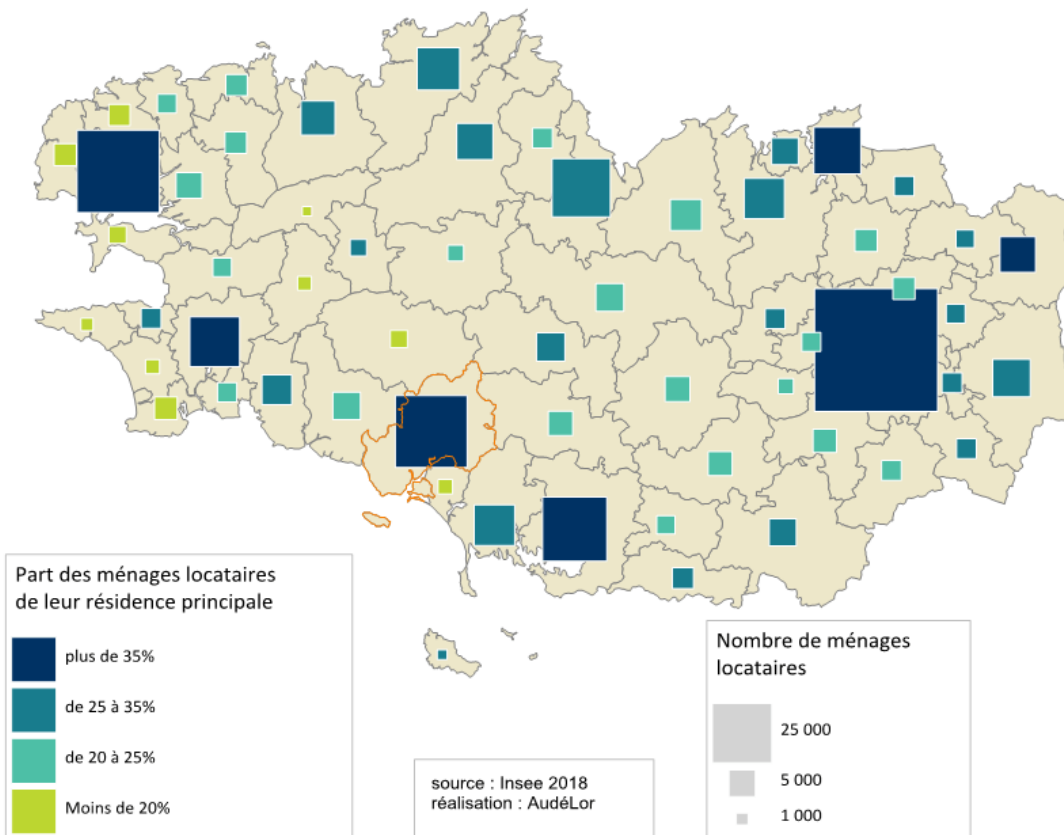 Part des ménages locataires
de leur résidence principale
plus de 35%
de 25 à 35%
de 20 à 25%
Moins de 20%
source : Insee 2018
réalisation : AudéLor
Nombre de ménages
locataires
25 000
5 000
1 000